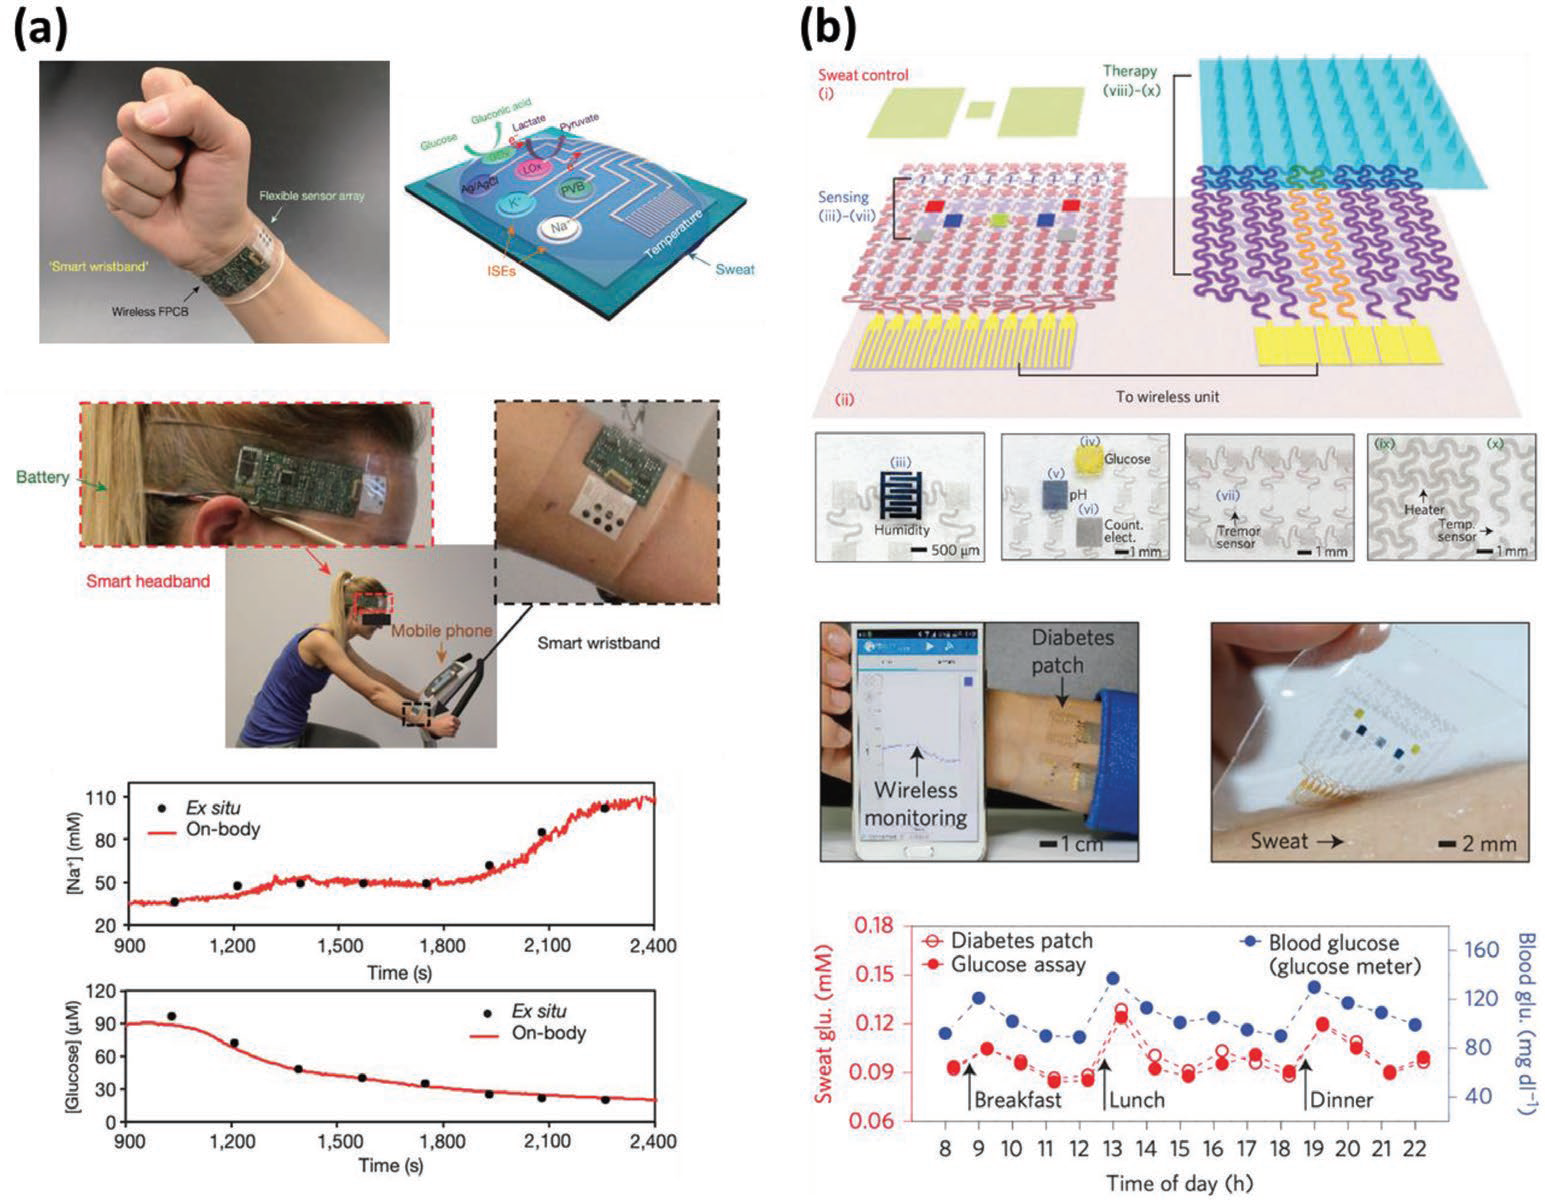 (a)
Flexible sensor array
'Smart wristband'
Wireless FPCB
Glucose
Gluconic acid
Lactate
Pyruvate
e⁻
e⁻
GOx
LOx
Ag/AgCl
PVB
K⁺
Na⁺
Temperature
ISEs
Sweat
Battery
Smart headband
Mobile phone
Smart wristband
110
80
50
20
[Na⁺] (mM)
Ex situ
On-body
900 1,200 1,500 1,800 2,100 2,400
Time (s)
120
90
60
30
0
[Glucose] (μM)
Ex situ
On-body
900 1,200 1,500 1,800 2,100 2,400
Time (s)
(b)
Sweat control
(i)
Therapy
(viii)–(x)
Sensing
(iii)–(vii)
(ii)
To wireless unit
(iii)
Humidity
500 μm
(iv)
Glucose
(v)
pH
(vi)
Count.
elect.
1 mm
(vii)
Tremor
sensor
1 mm
(ix)
(x)
Heater
Temp.
sensor
1 mm
Diabetes
patch
Wireless
monitoring
1 cm
Sweat
2 mm
0.18
0.15
0.12
0.09
0.06
Sweat glu. (mM)
Diabetes patch
Glucose assay
Blood glucose
(glucose meter)
Breakfast
Lunch
Dinner
160
120
80
40
Blood glu. (mg dl⁻¹)
8 9 10 11 12 13 14 15 16 17 18 19 20 21 22
Time of day (h)